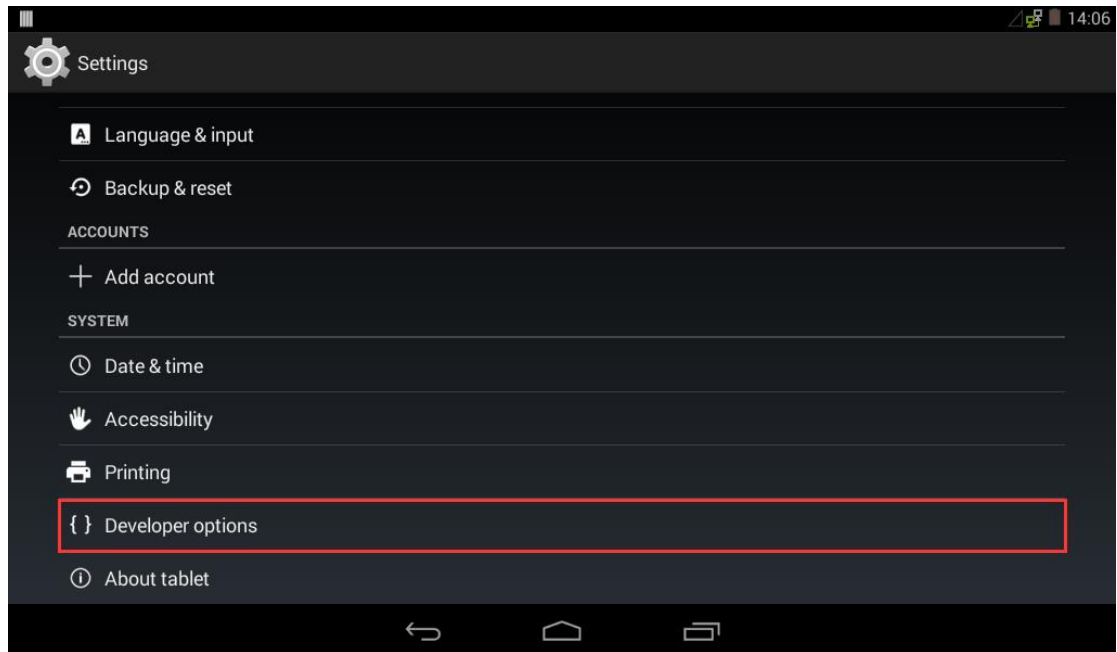 14:06
Settings
Language & input
Backup & reset
ACCOUNTS
Add account
SYSTEM
Date & time
Accessibility
Printing
{ } Developer options
About tablet